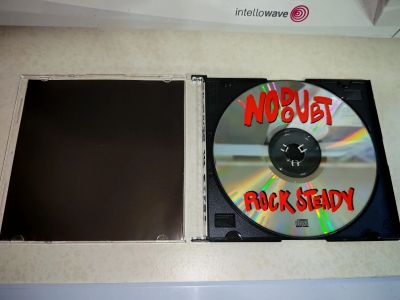 intellowave
NO DOUBT
ROCK STEADY